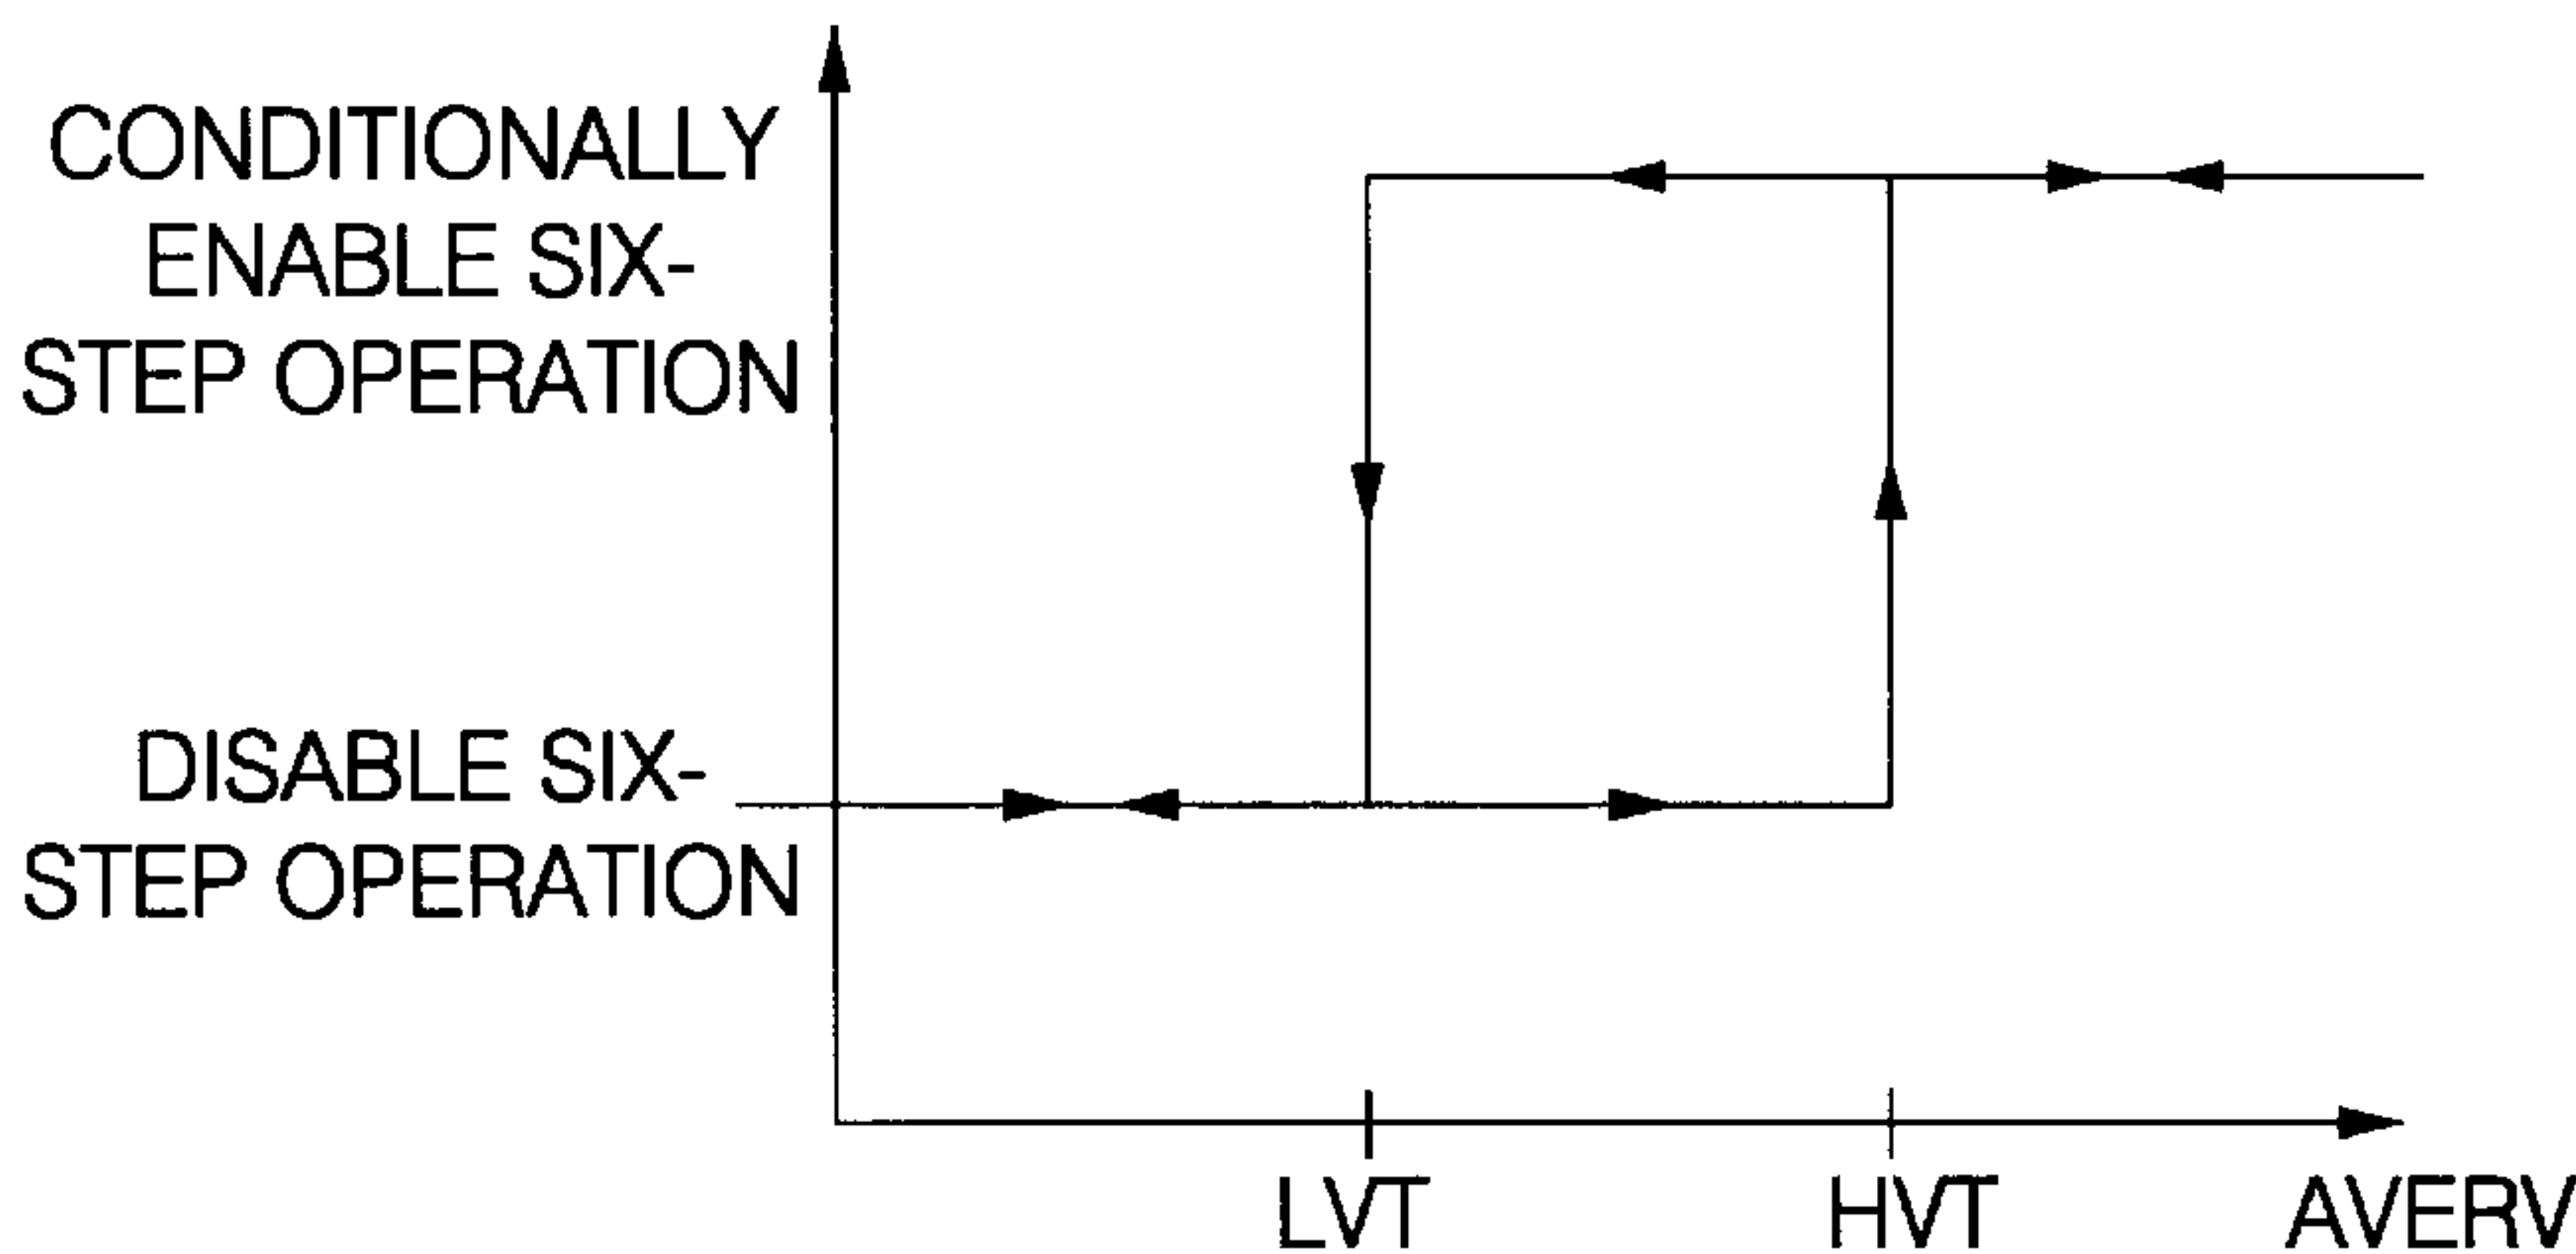 CONDITIONALLY
ENABLE SIX-
STEP OPERATION
DISABLE SIX-
STEP OPERATION
LVT
HVT
AVERV